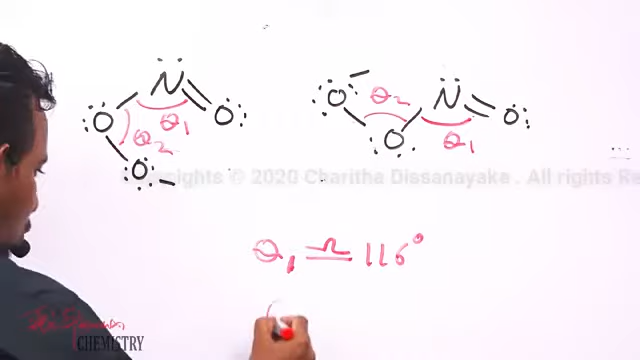 N
O
O
O
θ₁
θ₂
O
O
N
O
θ₂
θ₁
Copyrights © 2020 Charitha Dissanayaka . All rights Re
θ₁ ≏ 116°
CHEMISTRY